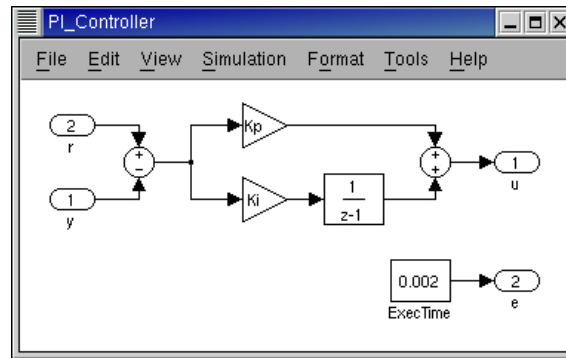 PI_Controller
File Edit View Simulation Format Tools Help
2
r
+
−
1
y
Kp
Ki
1
z-1
+
+
1
u
0.002
ExecTime
2
e